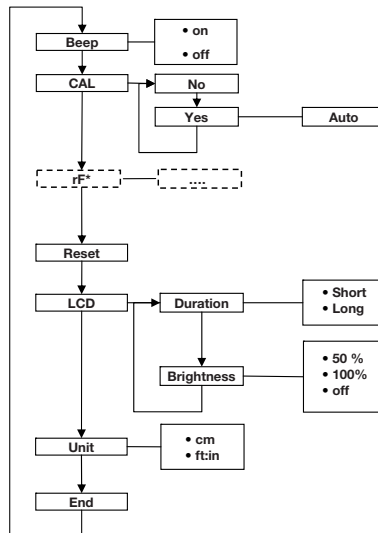 Beep
• on
• off
CAL
No
Yes
Auto
rF*
....
Reset
LCD
Duration
• Short
• Long
Brightness
• 50 %
• 100%
• off
Unit
• cm
• ft:in
End